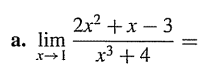 a. lim x→1 (2x² + x − 3) / (x³ + 4) =